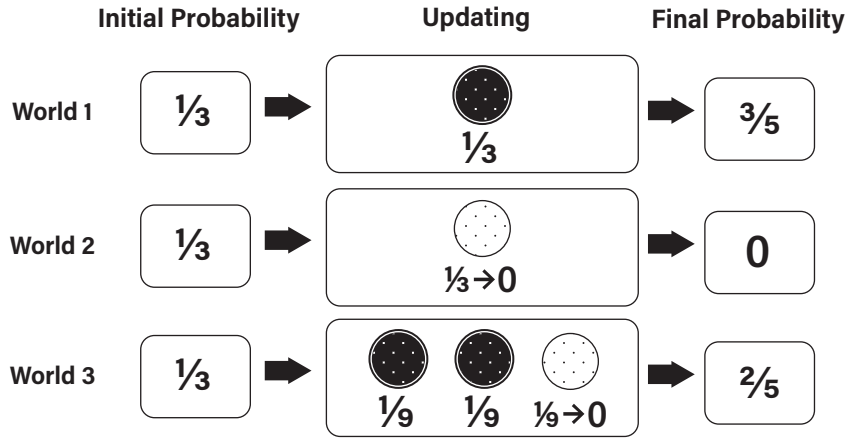 Initial Probability Updating Final Probability
World 1 ⅓ ⅓ ⅗
World 2 ⅓ ⅓→0 0
World 3 ⅓ ⅑ ⅑ ⅑→0 ⅖